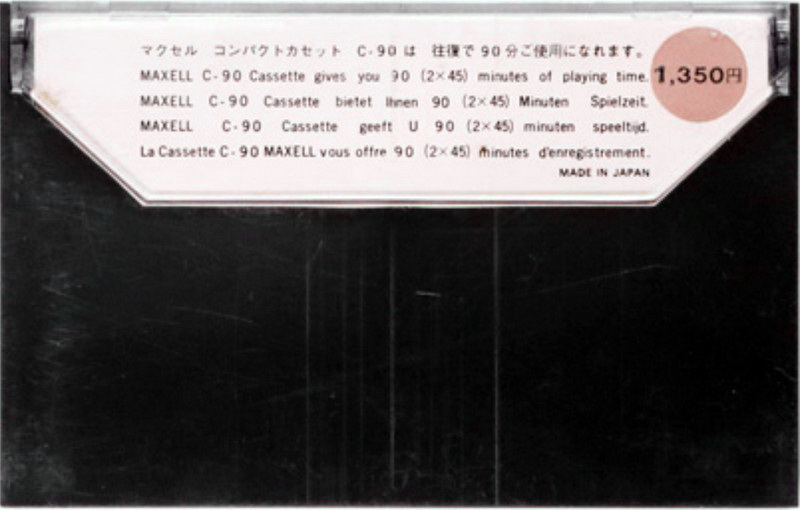 マクセル コンパクトカセット C-90は 往復で90分ご使用になれます。
MAXELL C-90 Cassette gives you 90 (2×45) minutes of playing time.
1,350円
MAXELL C-90 Cassette bietet Ihnen 90 (2×45) Minuten Spielzeit.
MAXELL C-90 Cassette geeft U 90 (2×45) minuten speeltijd.
La Cassette C-90 MAXELL vous offre 90 (2×45) minutes d'enregistrement.
MADE IN JAPAN